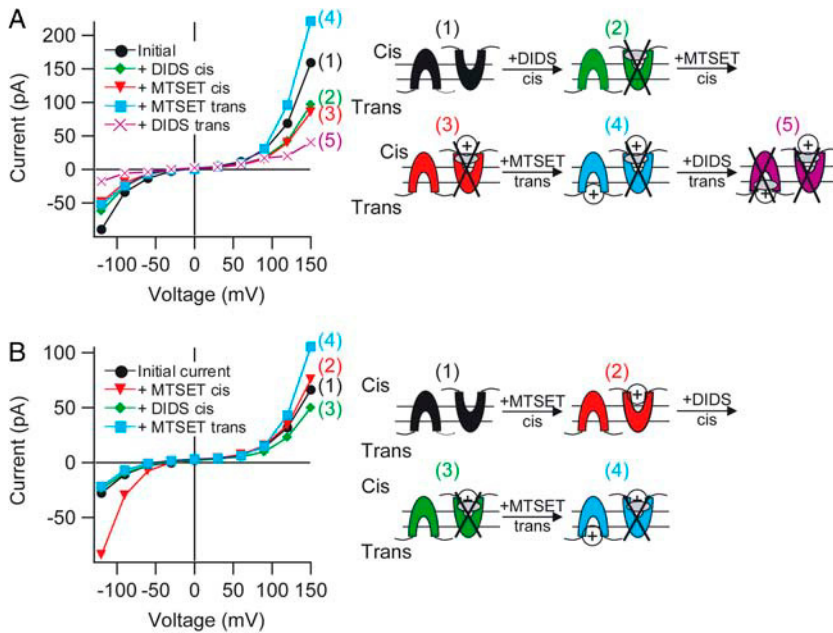 A
Current (pA)
200
150
100
50
0
-50
Initial
+ DIDS cis
+ MTSET cis
+ MTSET trans
+ DIDS trans
(4)
(1)
(2)
(3)
(5)
-100 -50 0 50 100 150
Voltage (mV)
(1) (2)
Cis +DIDS +MTSET
cis cis
Trans
(3) (4) (5)
Cis + +MTSET + +DIDS +
trans trans
Trans + +
B
Current (pA)
100
50
0
-50
Initial current
+ MTSET cis
+ DIDS cis
+ MTSET trans
(4)
(2)
(1)
(3)
-100 -50 0 50 100 150
Voltage (mV)
(1) (2)
Cis +MTSET + +DIDS
cis cis
Trans
(3) (4)
Cis + +MTSET +
trans
Trans +